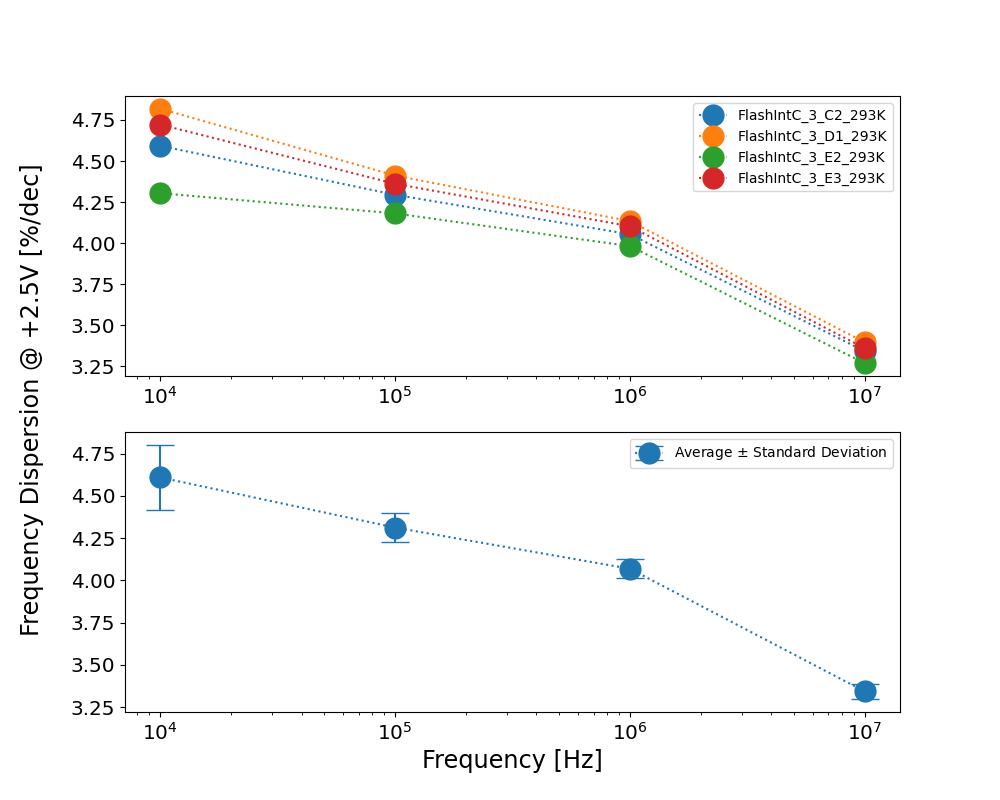 Frequency Dispersion @ +2.5V [%/dec]
4.75
4.50
4.25
4.00
3.75
3.50
3.25
10⁴ 10⁵ 10⁶ 10⁷
FlashIntC_3_C2_293K
FlashIntC_3_D1_293K
FlashIntC_3_E2_293K
FlashIntC_3_E3_293K
4.75
4.50
4.25
4.00
3.75
3.50
3.25
10⁴ 10⁵ 10⁶ 10⁷
Average ± Standard Deviation
Frequency [Hz]